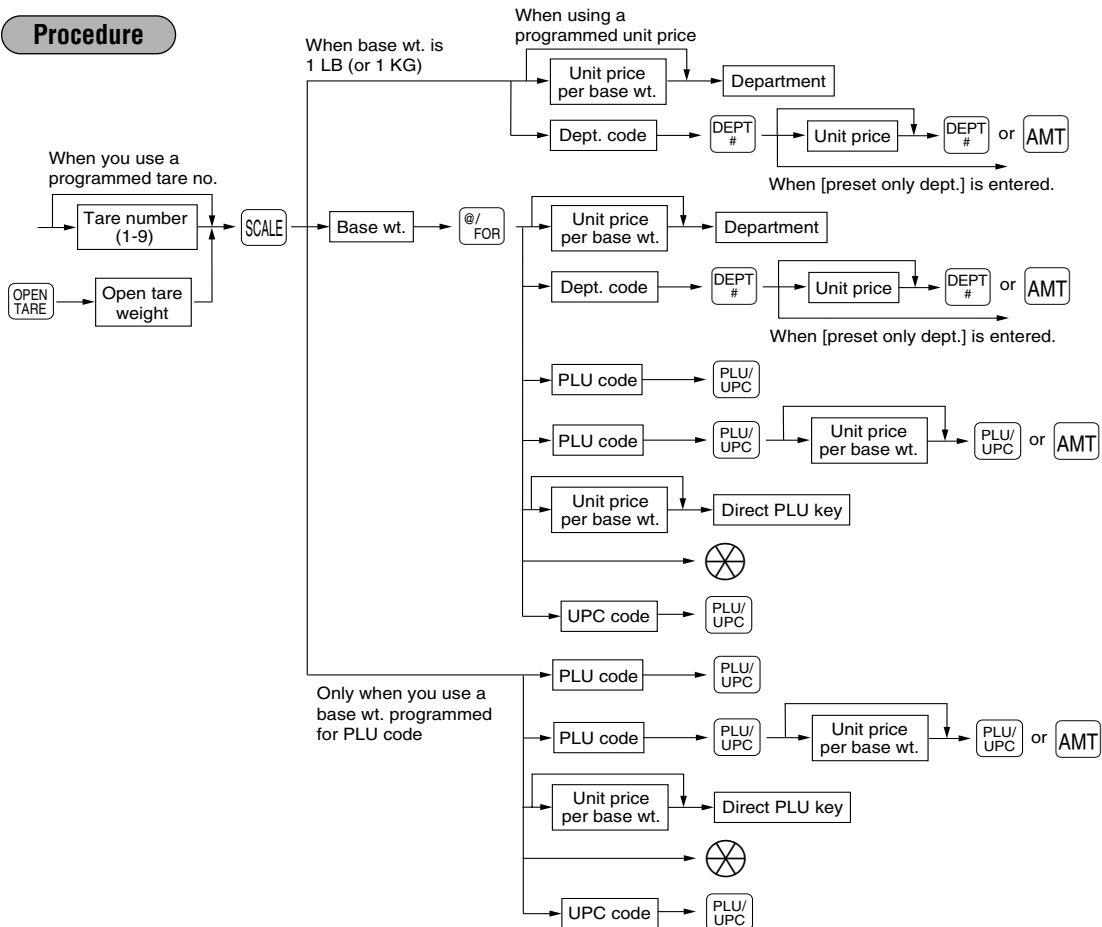 Procedure
When using a
programmed unit price
When base wt. is
1 LB (or 1 KG)
Unit price
per base wt.
Department
Dept. code
DEPT
#
Unit price
DEPT
#
or
AMT
When [preset only dept.] is entered.
When you use a
programmed tare no.
Tare number
(1-9)
SCALE
Base wt.
@/
FOR
Unit price
per base wt.
Department
OPEN
TARE
Open tare
weight
Dept. code
DEPT
#
Unit price
DEPT
#
or
AMT
When [preset only dept.] is entered.
PLU code
PLU/
UPC
PLU code
PLU/
UPC
Unit price
per base wt.
PLU/
UPC
or
AMT
Unit price
per base wt.
Direct PLU key
UPC code
PLU/
UPC
Only when you use a
base wt. programmed
for PLU code
PLU code
PLU/
UPC
PLU code
PLU/
UPC
Unit price
per base wt.
PLU/
UPC
or
AMT
Unit price
per base wt.
Direct PLU key
UPC code
PLU/
UPC